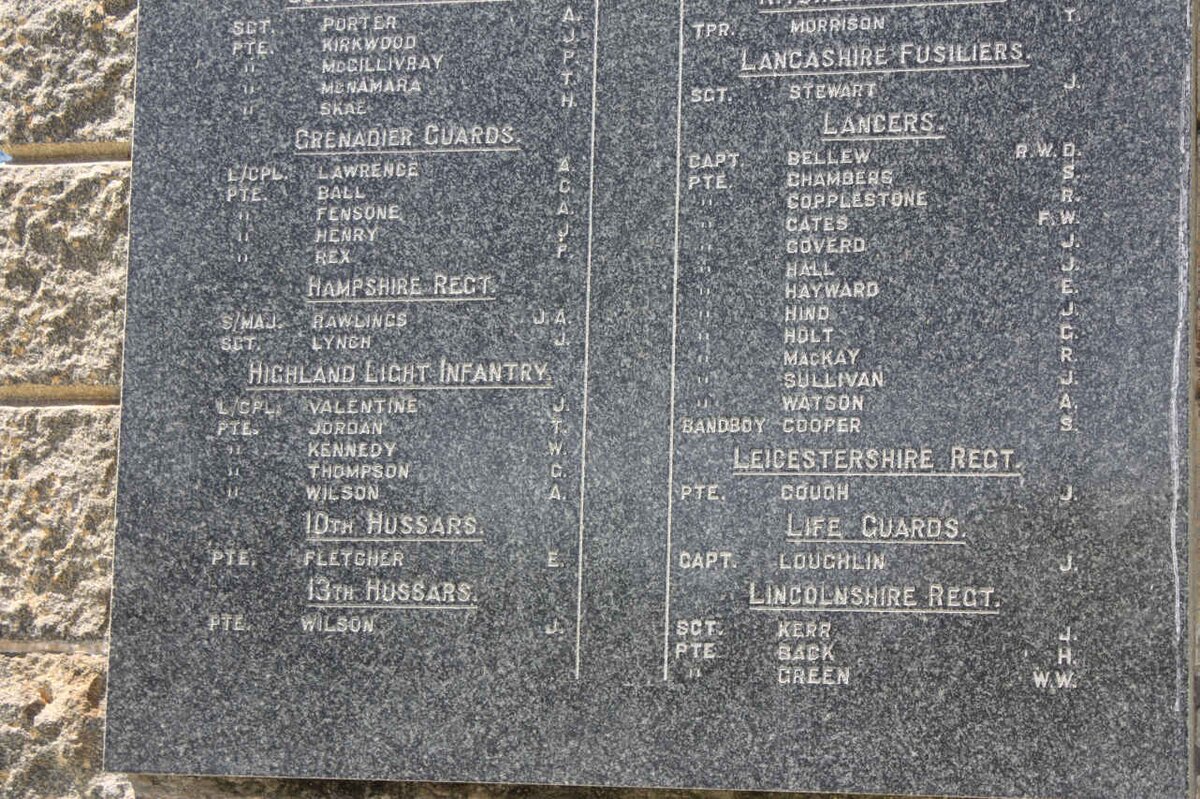 SGT. PORTER A.
PTE. KIRKWOOD J.
" McGILLIVRAY P.
" McNAMARA T.
" SKAE H.
GRENADIER GUARDS.
L/CPL. LAWRENCE A.
PTE. BALL G.
" FENSONE A.
" HENRY J.
" REX F.
HAMPSHIRE REGT.
S/MAJ. RAWLINGS J.A.
SGT. LYNCH J.
HIGHLAND LIGHT INFANTRY.
L/CPL. VALENTINE J.
PTE. JORDAN T.
" KENNEDY W.
" THOMPSON G.
" WILSON A.
10TH HUSSARS.
PTE. FLETCHER E.
13TH HUSSARS.
PTE. WILSON J.
TPR. MORRISON T.
LANCASHIRE FUSILIERS.
SGT. STEWART J.
LANCERS.
CAPT. BELLEW R.W.D.
PTE. CHAMBERS S.
" COPPLESTONE R.
" GATES F.W.
" GOVERD J.
" HALL J.
" HAYWARD E.
" HIND J.
" HOLT G.
" MacKAY R.
" SULLIVAN J.
" WATSON A.
BANDBOY COOPER S.
LEICESTERSHIRE REGT.
PTE. GOUGH J.
LIFE GUARDS.
CAPT. LOUGHLIN J.
LINCOLNSHIRE REGT.
SGT. KERR J.
PTE BACK H.
" GREEN W.W.